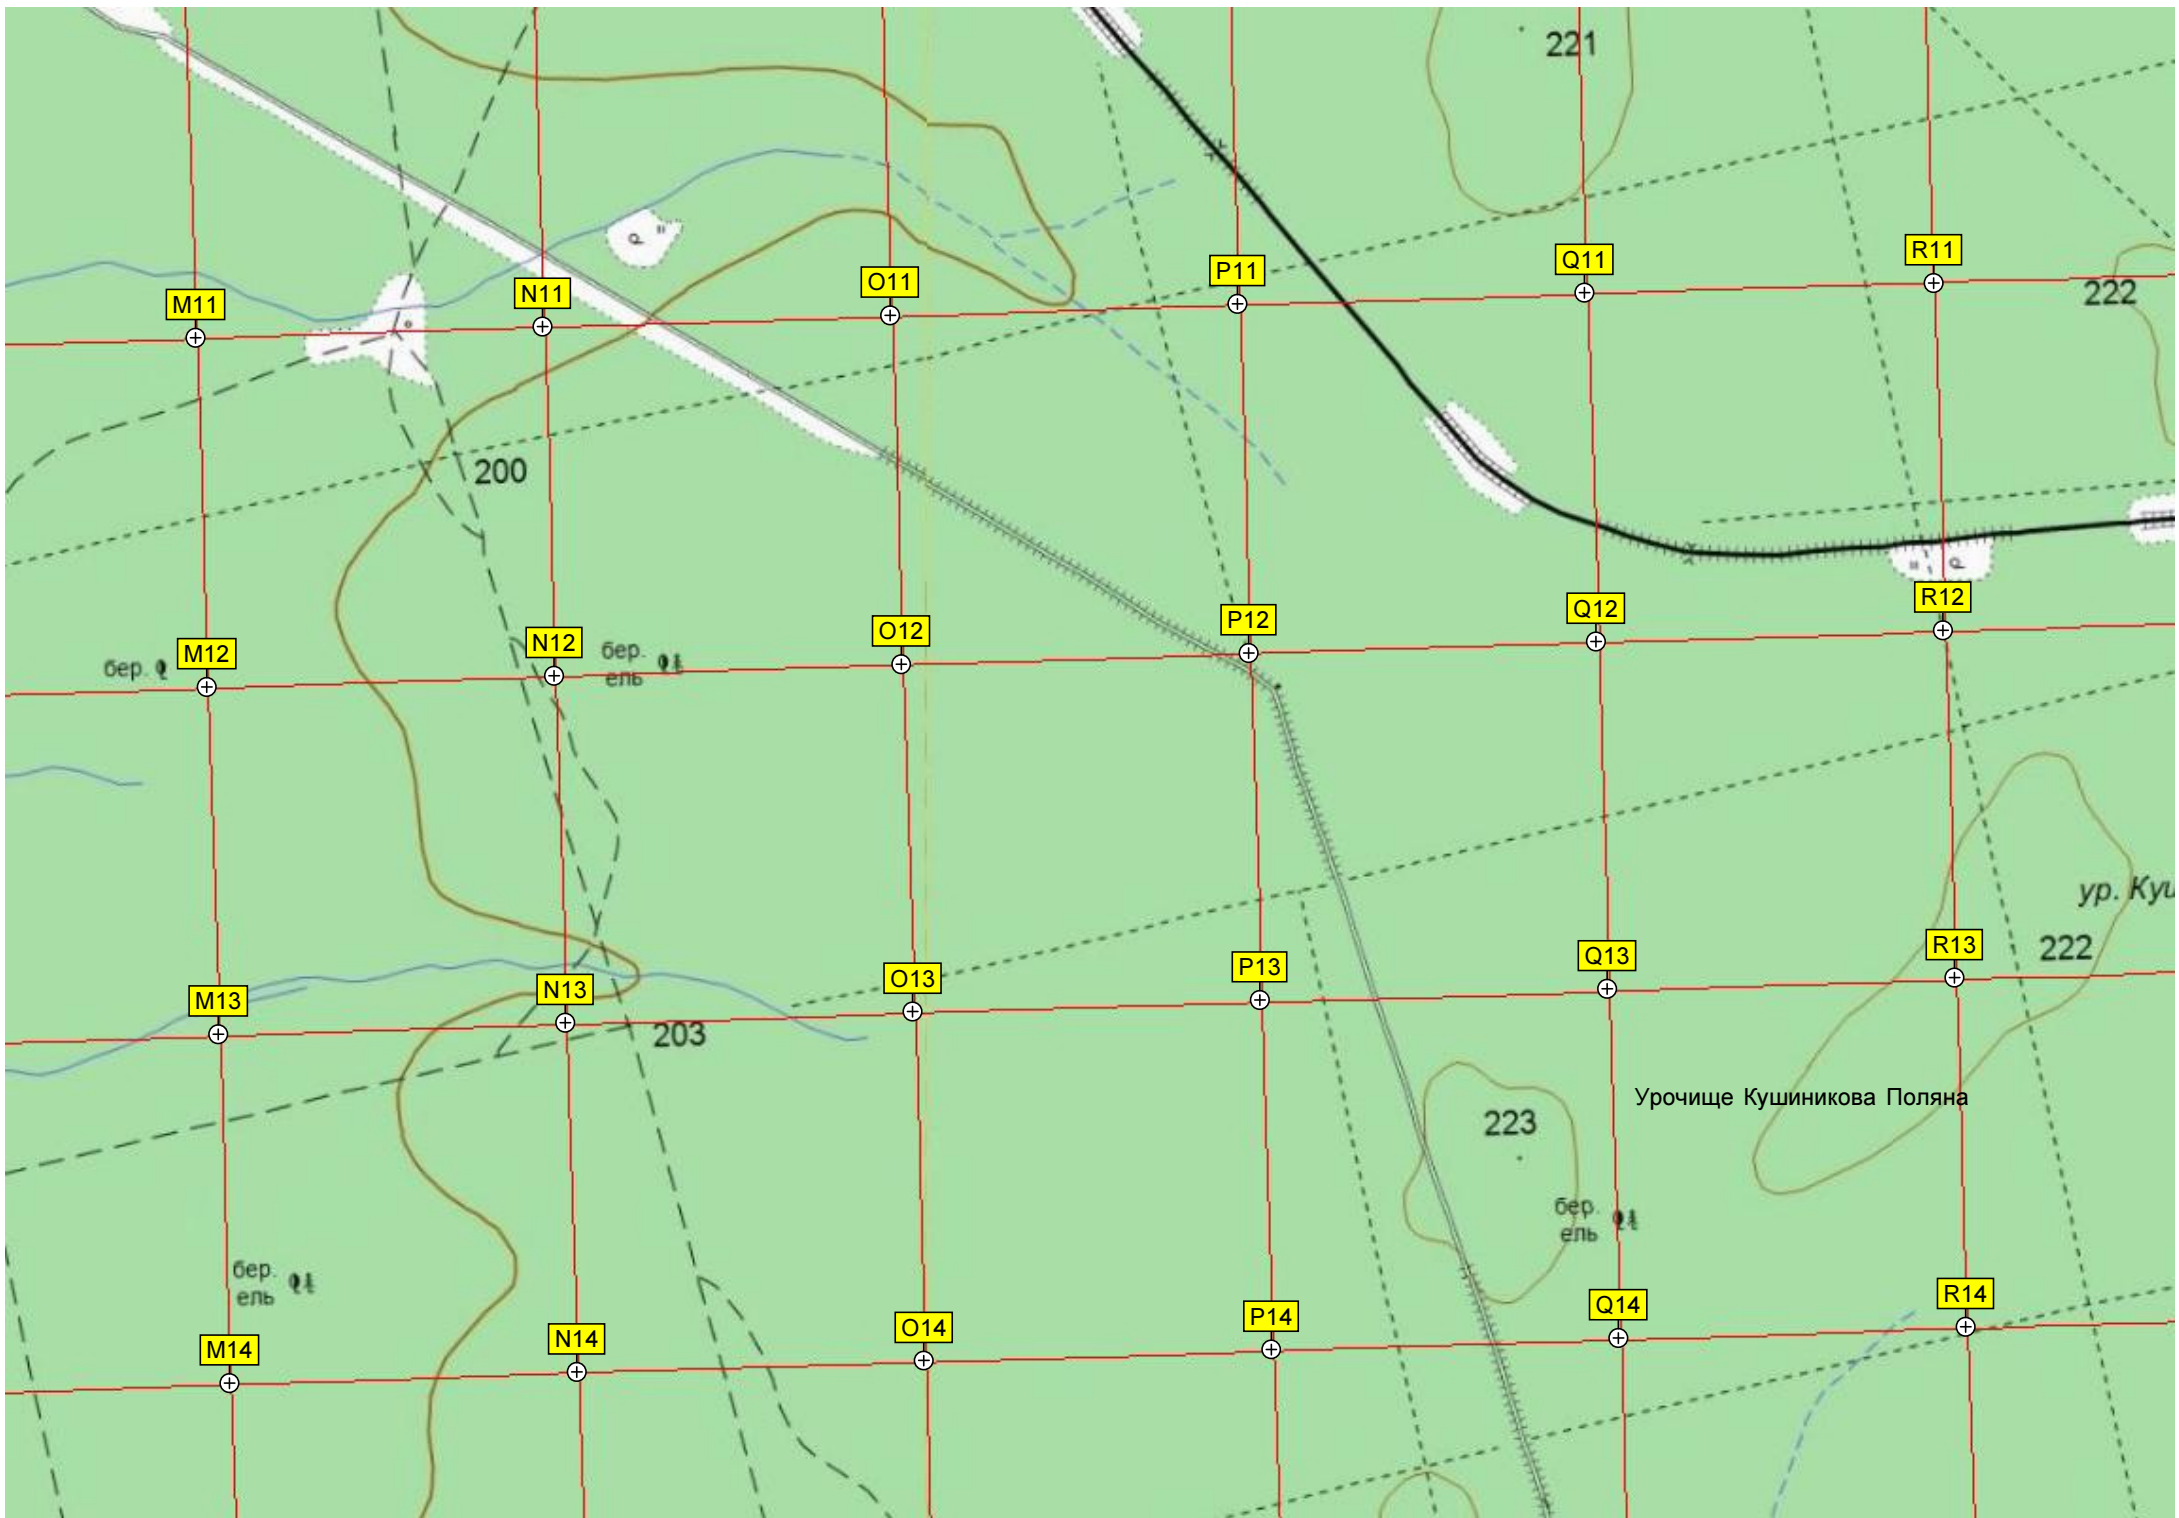 221
R11
Q11
P11
222
O11
N11
M11
200
R12
Q12
P12
O12
N12
бер.
ель
M12
бер.
ур. Куш
222
R13
Q13
P13
O13
N13
M13
203
Урочище Кушиникова Поляна
223
бер.
ель
бер.
ель
R14
Q14
P14
O14
N14
M14